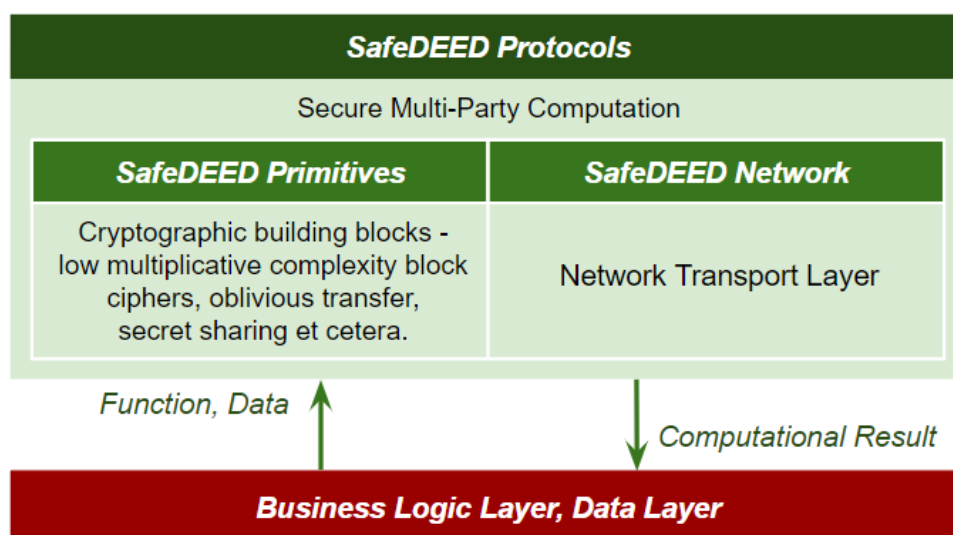 SafeDEED Protocols
Secure Multi-Party Computation
SafeDEED Primitives
Cryptographic building blocks -
low multiplicative complexity block
ciphers, oblivious transfer,
secret sharing et cetera.
SafeDEED Network
Network Transport Layer
Function, Data
Computational Result
Business Logic Layer, Data Layer